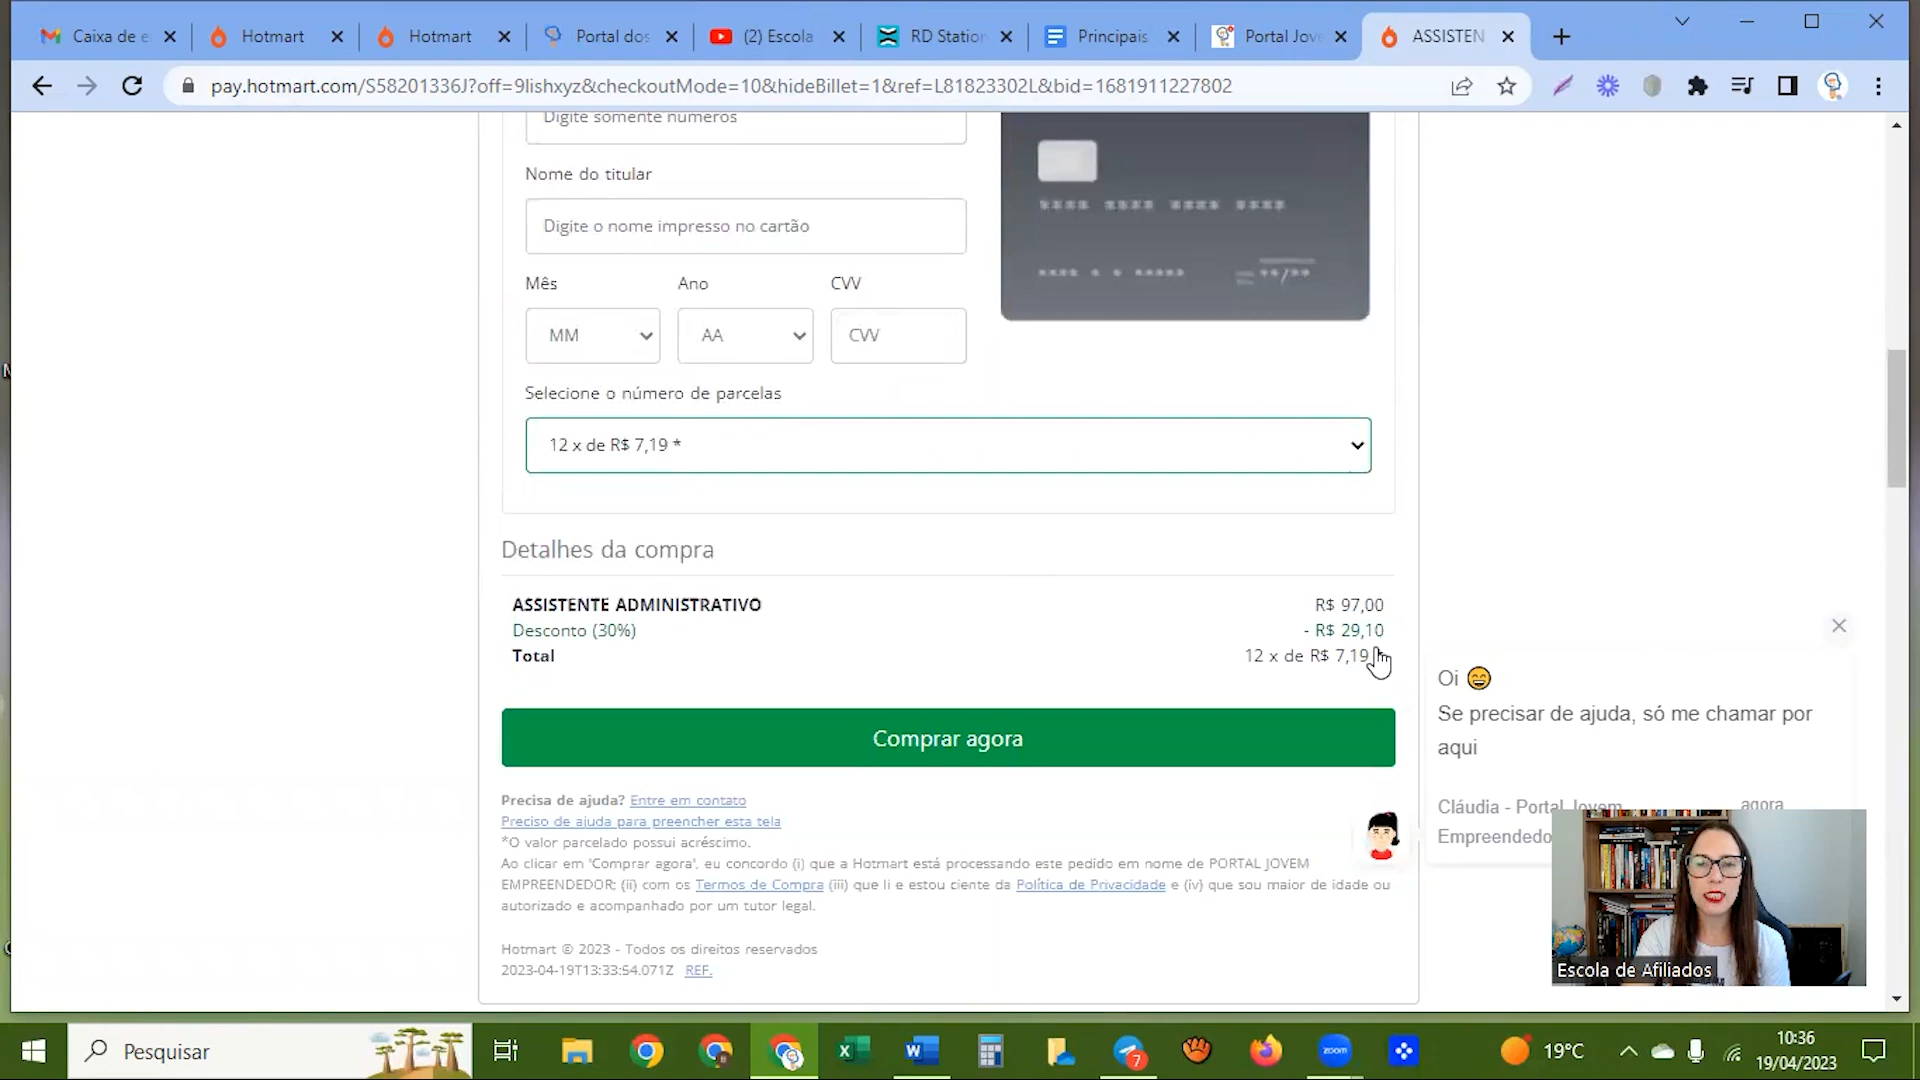 Caixa de e
Hotmart
Hotmart
Portal dos
(2) Escola
RD Station
Principais
Portal Jove
ASSISTEN
pay.hotmart.com/S58201336J?off=9lishxyz&checkoutMode=10&hideBillet=1&ref=L81823302L&bid=1681911227802
Digite somente números
Nome do titular
Digite o nome impresso no cartão
Mês
Ano
CVV
MM
AA
CVV
Selecione o número de parcelas
12 x de R$ 7,19 *
Detalhes da compra
ASSISTENTE ADMINISTRATIVO R$ 97,00
Desconto (30%) - R$ 29,10
Total 12 x de R$ 7,19
Comprar agora
Precisa de ajuda? Entre em contato
Preciso de ajuda para preencher esta tela
*O valor parcelado possui acréscimo.
Ao clicar em 'Comprar agora', eu concordo (i) que a Hotmart está processando este pedido em nome de PORTAL JOVEM
EMPREENDEDOR; (ii) com os Termos de Compra (iii) que li e estou ciente da Política de Privacidade e (iv) que sou maior de idade ou
autorizado e acompanhado por um tutor legal.
Hotmart © 2023 - Todos os direitos reservados
2023-04-19T13:33:54.071Z REF.
Oi
Se precisar de ajuda, só me chamar por
aqui
Cláudia - Portal Jovem
Empreendedo
agora
Escola de Afiliados
Pesquisar
W
7
zoom
19°C
10:36
19/04/2023